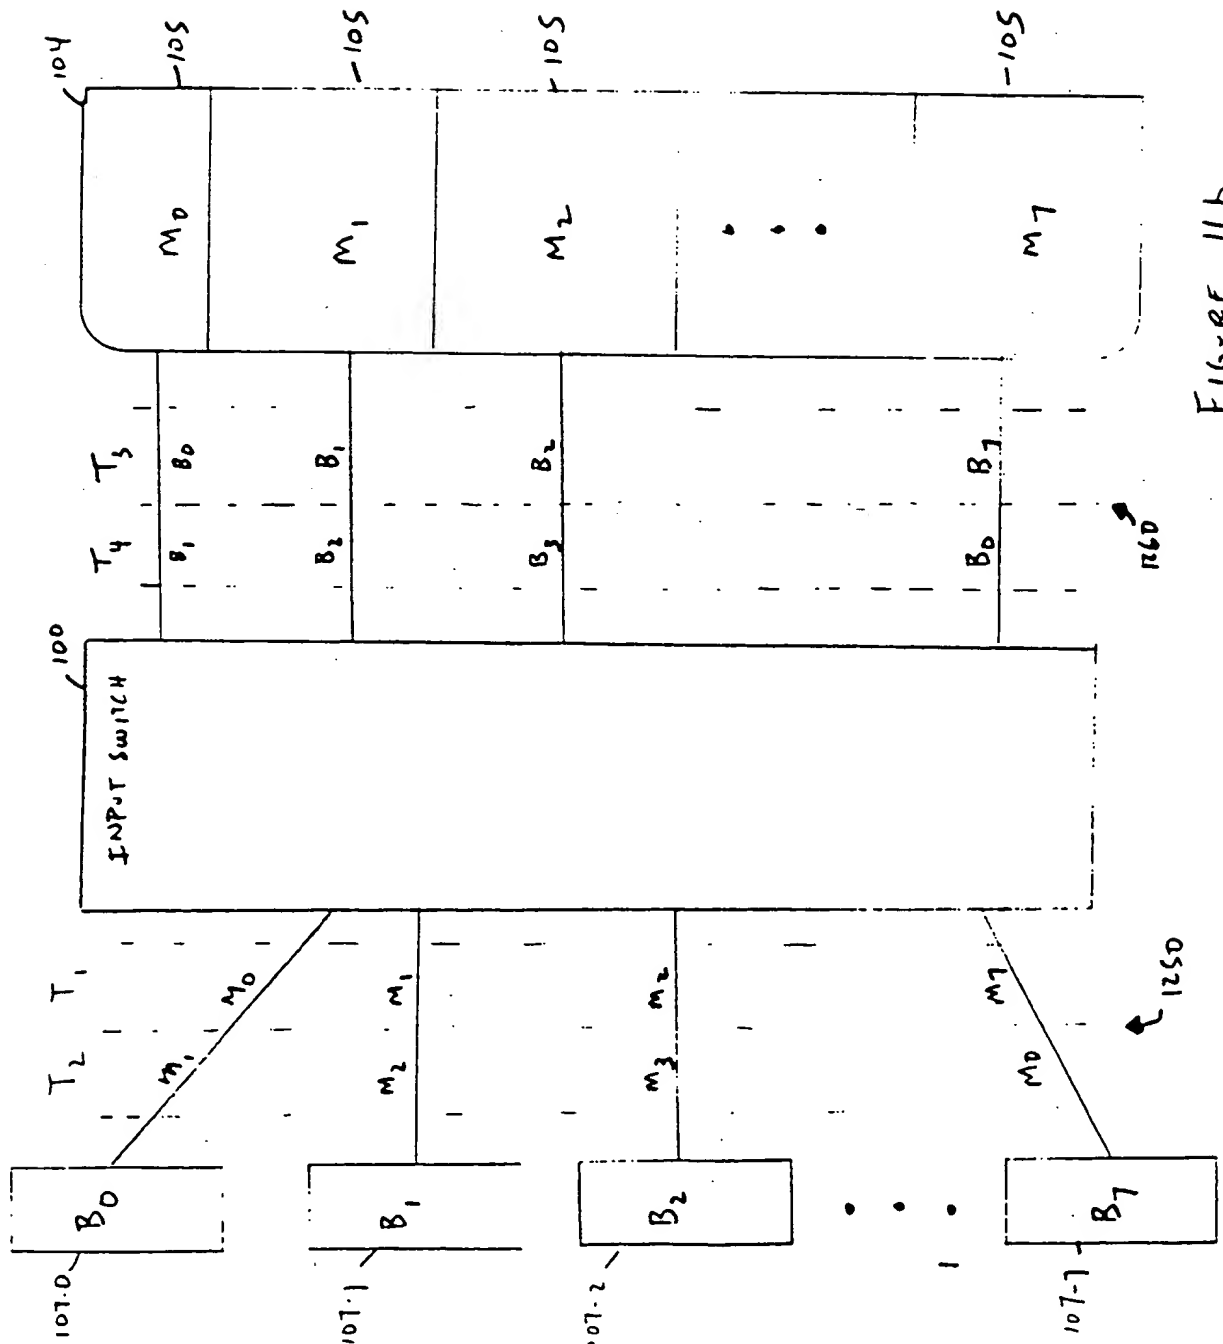 107-0
T₂ T₁
100
T₄ T₃
104
B₀
M₁ M₀
INPUT SWITCH
B₁ B₀
M₀
105
107-1
B₁
M₂ M₁
B₂ B₁
M₁
105
107-2
B₂
M₃ M₂
B₃ B₂
M₂
105
107-7
B₇
M₀ M₇
B₀ B₇
M₇
105
1250
1260
FIGURE 11b